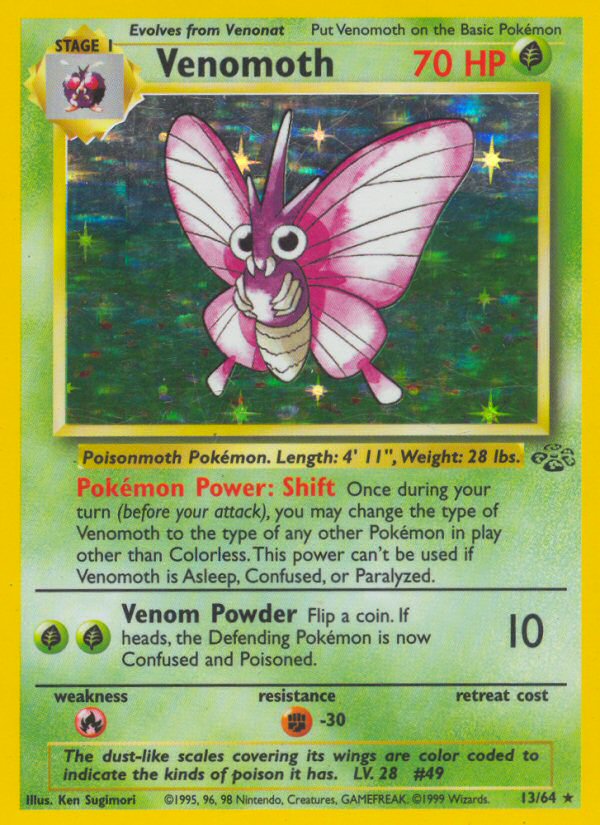 Evolves from Venonat Put Venomoth on the Basic Pokémon
STAGE 1
Venomoth 70 HP
Poisonmoth Pokémon. Length: 4' 11", Weight: 28 lbs.
Pokémon Power: Shift Once during your
turn (before your attack), you may change the type of
Venomoth to the type of any other Pokémon in play
other than Colorless. This power can't be used if
Venomoth is Asleep, Confused, or Paralyzed.
Venom Powder Flip a coin. If
heads, the Defending Pokémon is now
Confused and Poisoned.
10
weakness resistance retreat cost
-30
The dust-like scales covering its wings are color coded to
indicate the kinds of poison it has. LV. 28 #49
Illus. Ken Sugimori ©1995, 96, 98 Nintendo, Creatures, GAMEFREAK. ©1999 Wizards. 13/64 ★